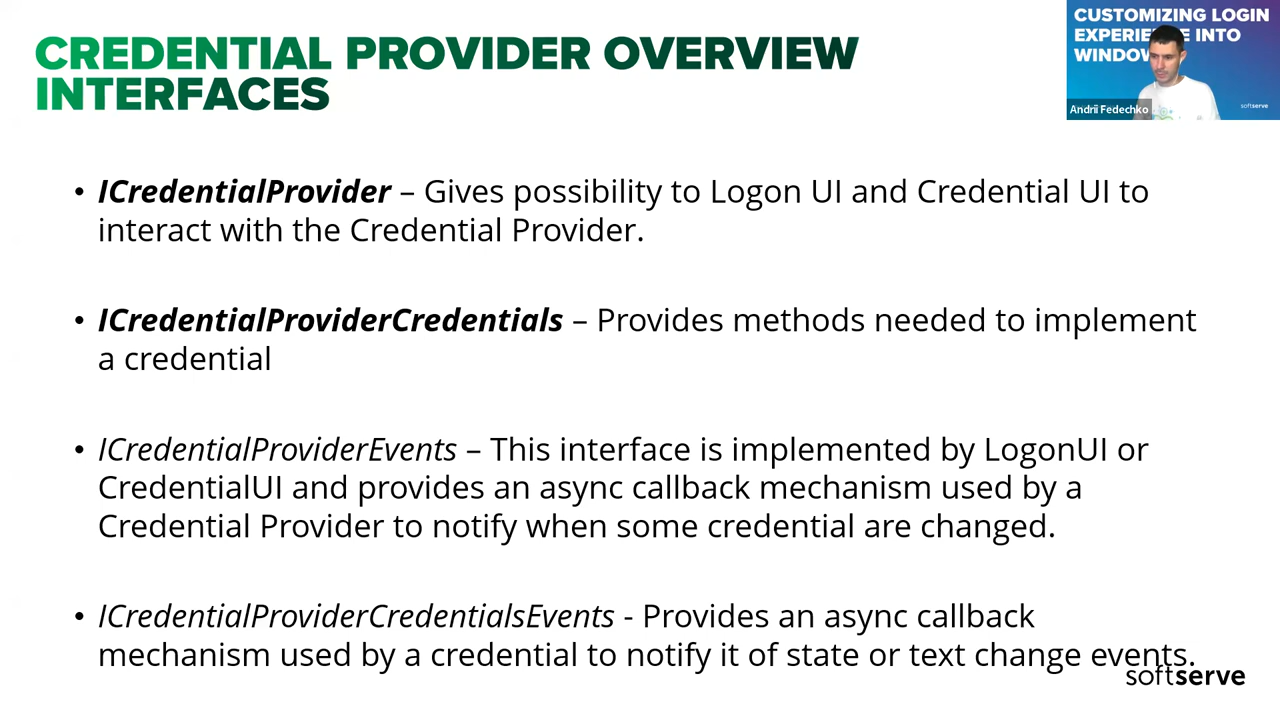 CREDENTIAL PROVIDER OVERVIEW
INTERFACES
CUSTOMIZING LOGIN
EXPERIE E INTO
WINDOW
Andrii Fedechko
softserve
• ICredentialProvider – Gives possibility to Logon UI and Credential UI to
interact with the Credential Provider.
• ICredentialProviderCredentials – Provides methods needed to implement
a credential
• ICredentialProviderEvents – This interface is implemented by LogonUI or
CredentialUI and provides an async callback mechanism used by a
Credential Provider to notify when some credential are changed.
• ICredentialProviderCredentialsEvents - Provides an async callback
mechanism used by a credential to notify it of state or text change events.
softserve